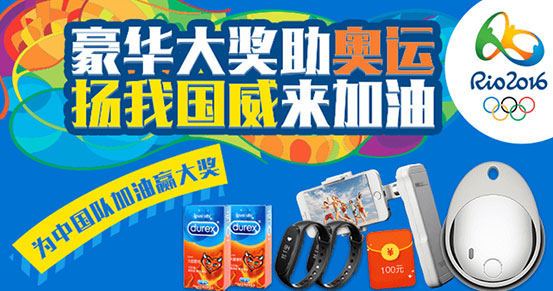 豪华大奖助奥运
扬我国威来加油
Rio2016
为中国队加油赢大奖
durex
durex
100元